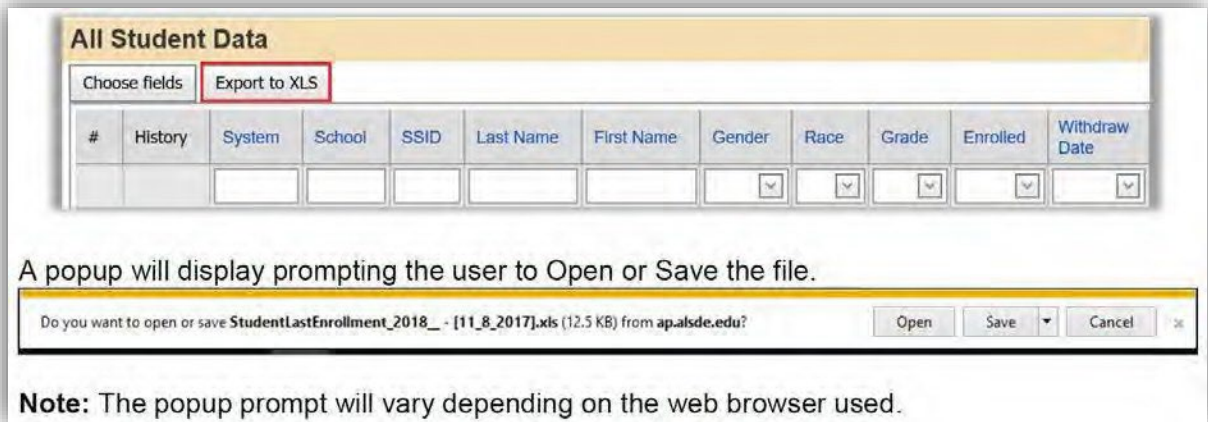 All Student Data
Choose fields Export to XLS
# History System School SSID Last Name First Name Gender Race Grade Enrolled Withdraw Date
A popup will display prompting the user to Open or Save the file.
Do you want to open or save StudentLastEnrollment_2018__ - [11_8_2017].xls (12.5 KB) from ap.alsde.edu? Open Save Cancel
Note: The popup prompt will vary depending on the web browser used.